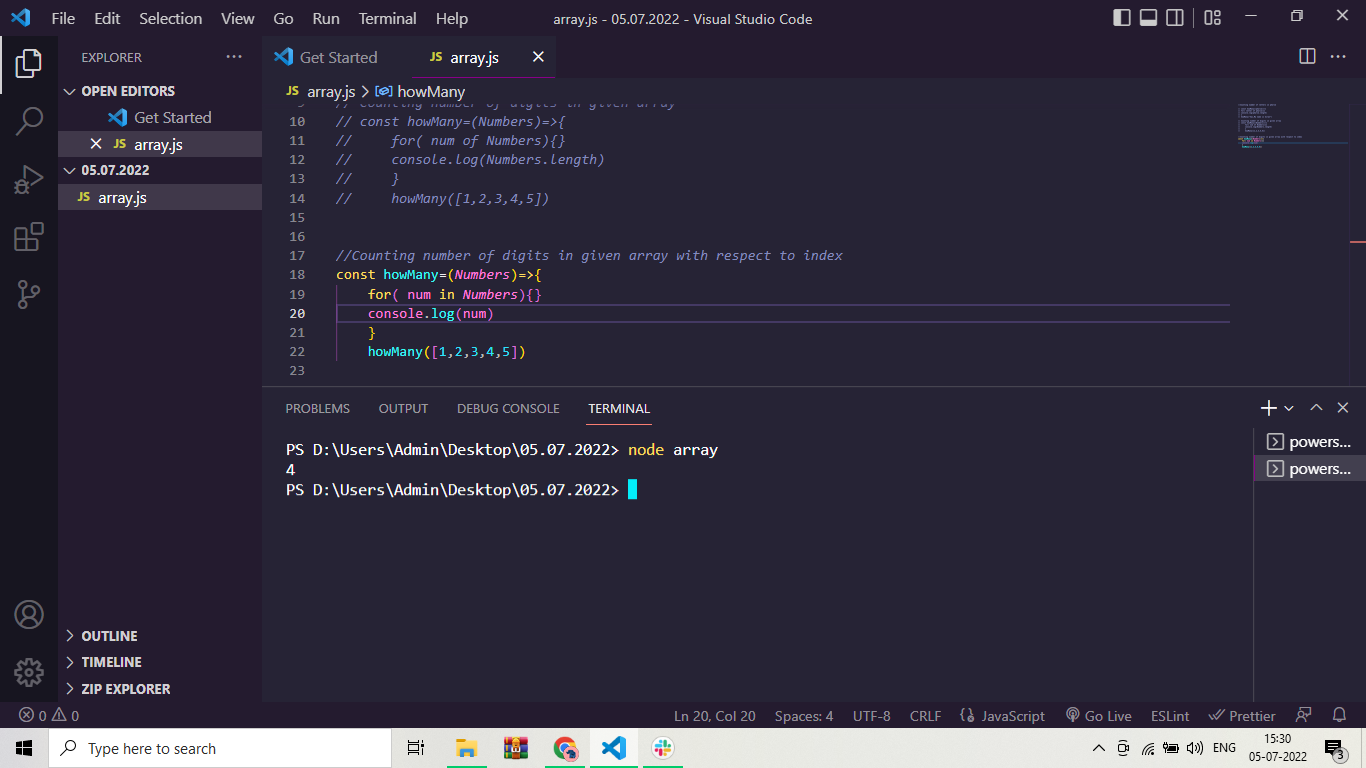 File Edit Selection View Go Run Terminal Help array.js - 05.07.2022 - Visual Studio Code
EXPLORER
OPEN EDITORS
Get Started
JS array.js
05.07.2022
JS array.js
OUTLINE
TIMELINE
ZIP EXPLORER
Get Started JS array.js
JS array.js > howMany
9 // Counting number of digits in given array
10 // const howMany=(Numbers)=>{
11 //     for( num of Numbers){}
12 //     console.log(Numbers.length)
13 //     }
14 //     howMany([1,2,3,4,5])
15
16
17 //Counting number of digits in given array with respect to index
18 const howMany=(Numbers)=>{
19     for( num in Numbers){}
20     console.log(num)
21     }
22     howMany([1,2,3,4,5])
23
PROBLEMS OUTPUT DEBUG CONSOLE TERMINAL
PS D:\Users\Admin\Desktop\05.07.2022> node array
4
PS D:\Users\Admin\Desktop\05.07.2022>
powers...
powers...
0 0 Ln 20, Col 20 Spaces: 4 UTF-8 CRLF {} JavaScript Go Live ESLint Prettier
Type here to search
ENG
15:30
05-07-2022
3